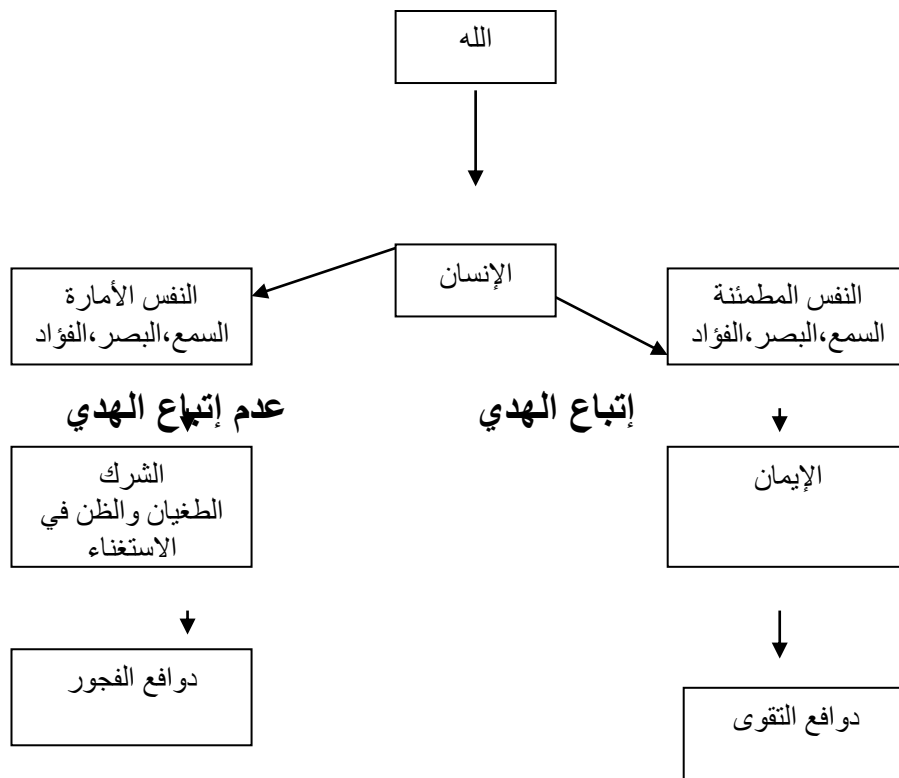 الله
الإنسان
النفس المطمئنة
السمع،البصر،الفؤاد
النفس الأمارة
السمع،البصر،الفؤاد
إتباع الهدي
عدم إتباع الهدي
الإيمان
الشرك
الطغيان والظن في
الاستغناء
دوافع التقوى
دوافع الفجور